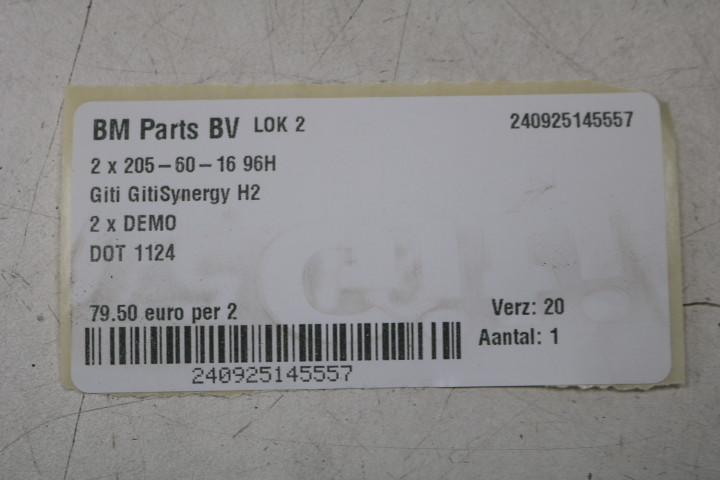 BM Parts BV LOK 2 240925145557
2 x 205-60-16 96H
Giti GitiSynergy H2
2 x DEMO
DOT 1124
79.50 euro per 2 Verz: 20
Aantal: 1
240925145557